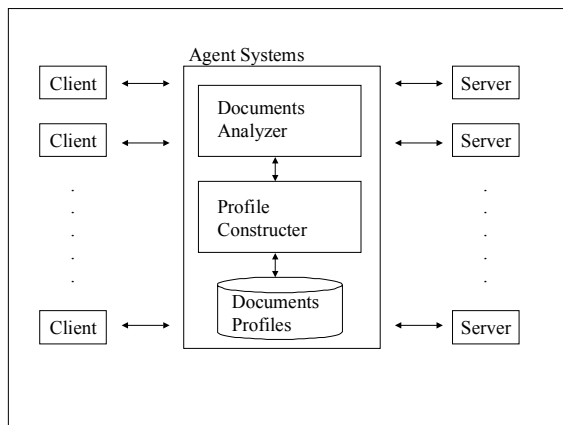 Agent Systems
Client
Server
Documents
Analyzer
Client
Server
Profile
Constructer
Documents
Profiles
Client
Server